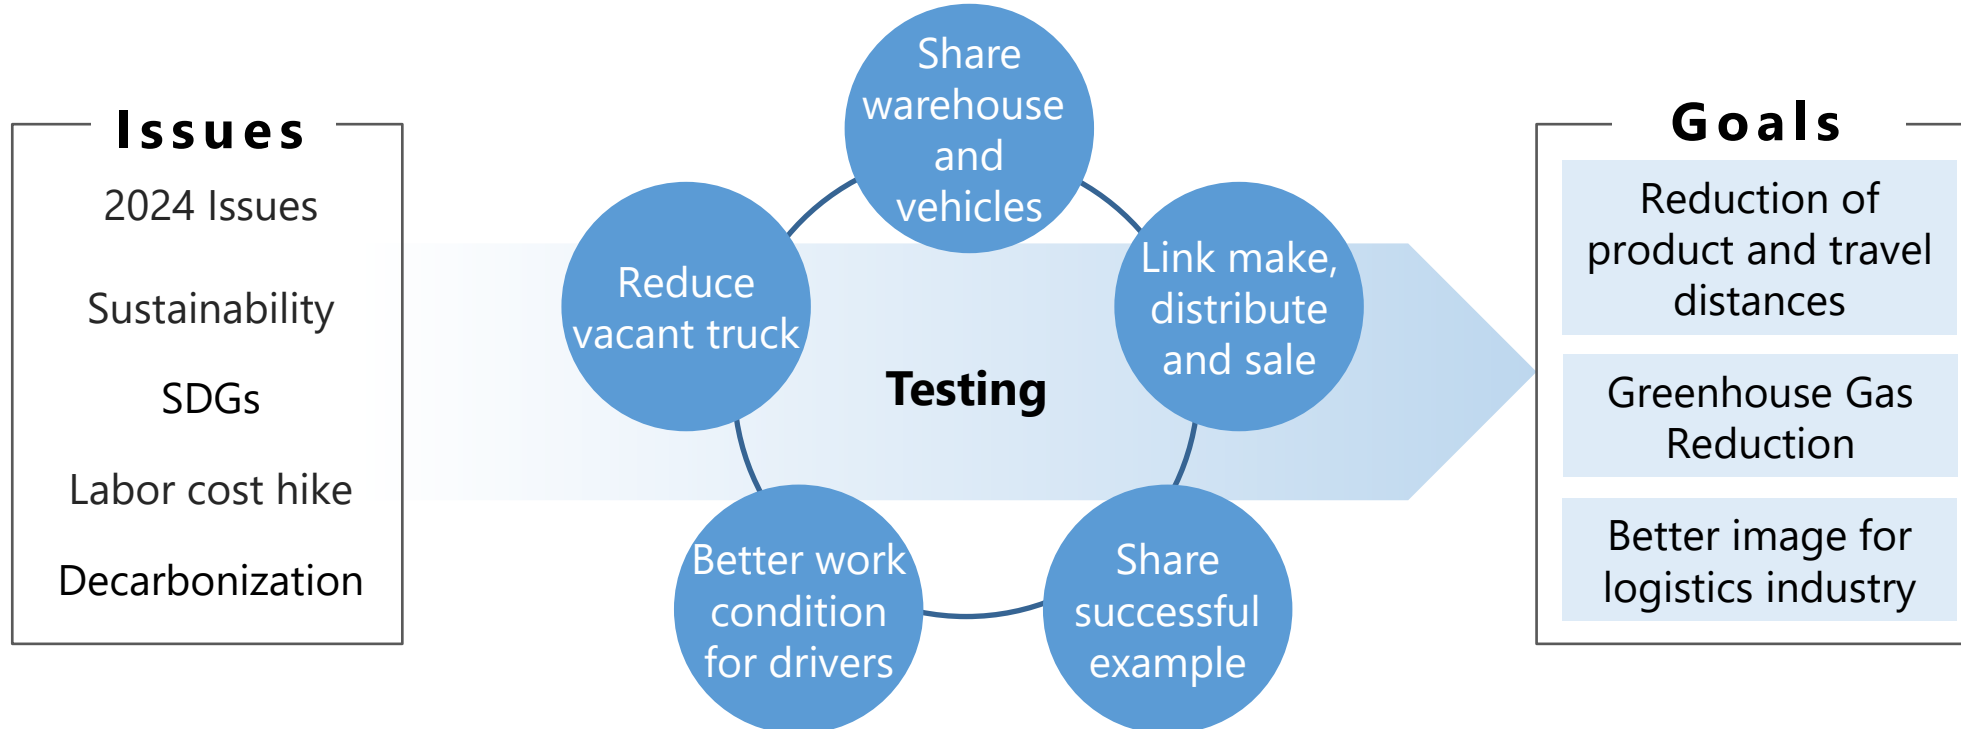 Issues
2024 Issues
Sustainability
SDGs
Labor cost hike
Decarbonization
Share
warehouse
and
vehicles
Reduce
vacant truck
Link make,
distribute
and sale
Testing
Better work
condition
for drivers
Share
successful
example
Goals
Reduction of
product and travel
distances
Greenhouse Gas
Reduction
Better image for
logistics industry